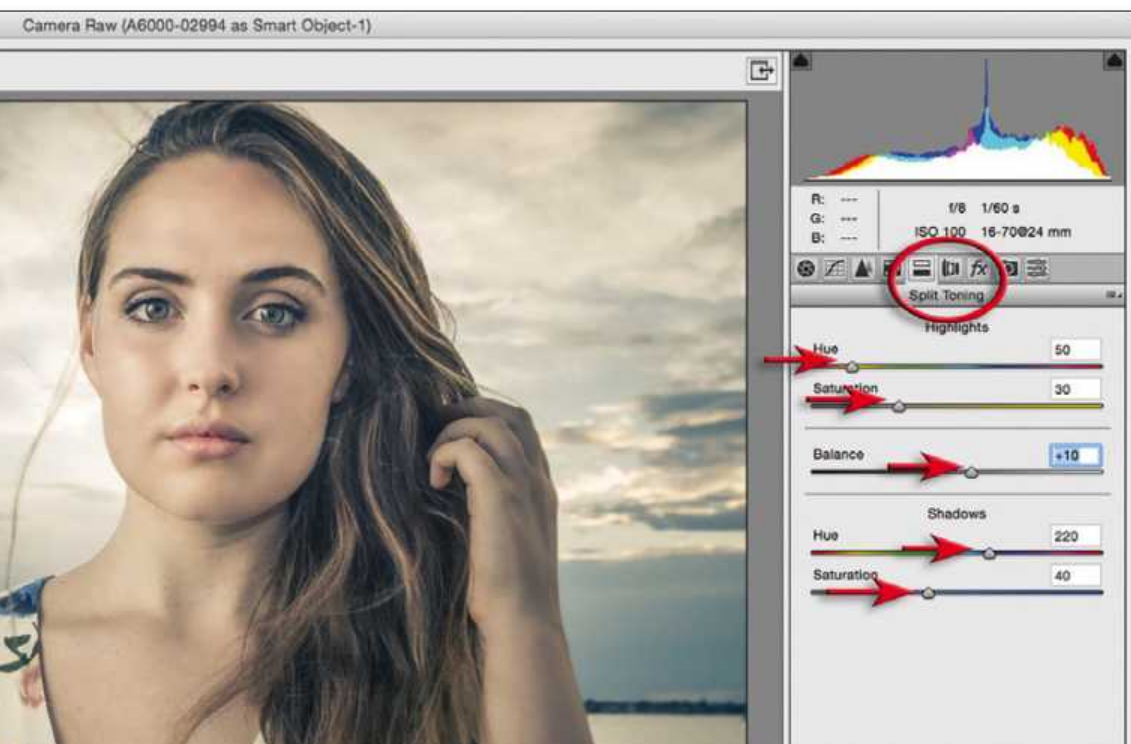 Camera Raw (A6000-02994 as Smart Object-1)
R: ---
G: ---
B: ---
f/8 1/60 s
ISO 100 16-70@24 mm
fx
Split Toning
Highlights
Hue 50
Saturation 30
Balance +10
Shadows
Hue 220
Saturation 40